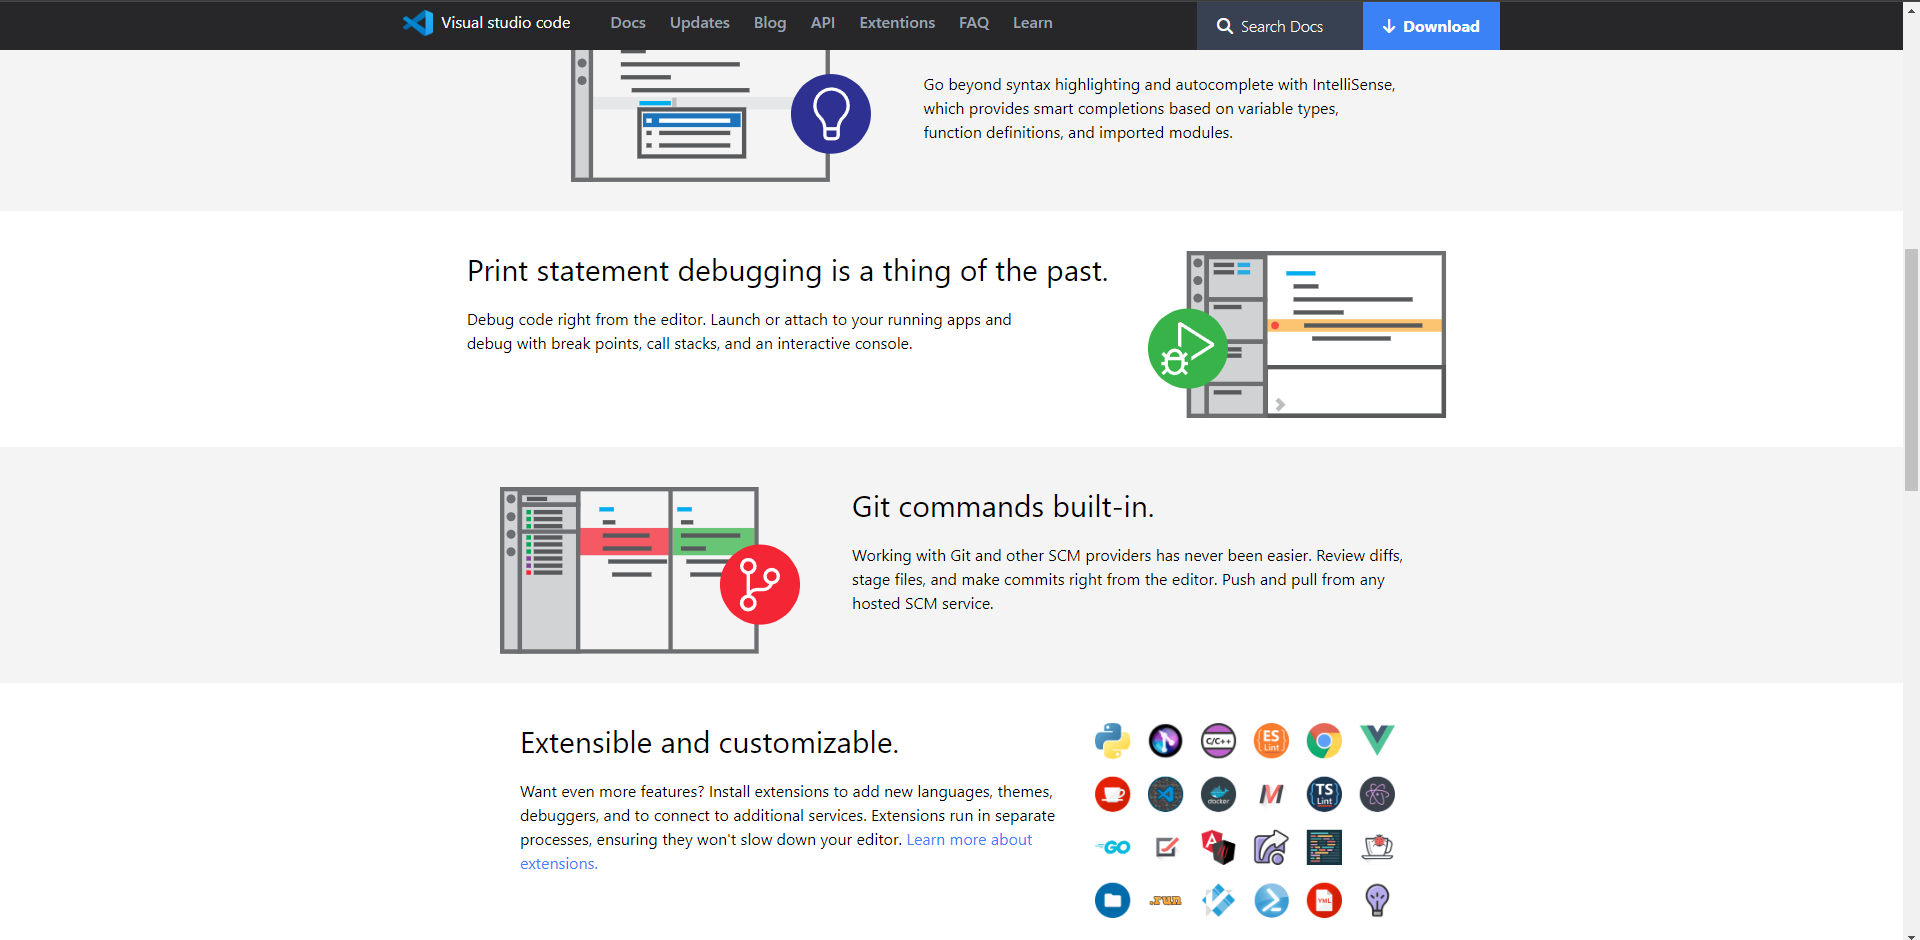 Visual studio code Docs Updates Blog API Extentions FAQ Learn Search Docs Download
Go beyond syntax highlighting and autocomplete with IntelliSense,
which provides smart completions based on variable types,
function definitions, and imported modules.
Print statement debugging is a thing of the past.
Debug code right from the editor. Launch or attach to your running apps and
debug with break points, call stacks, and an interactive console.
Git commands built-in.
Working with Git and other SCM providers has never been easier. Review diffs,
stage files, and make commits right from the editor. Push and pull from any
hosted SCM service.
Extensible and customizable.
Want even more features? Install extensions to add new languages, themes,
debuggers, and to connect to additional services. Extensions run in separate
processes, ensuring they won't slow down your editor. Learn more about
extensions.
C/C++
ES
Lint
docker
M
TS
Lint
GO
A
.run
YML